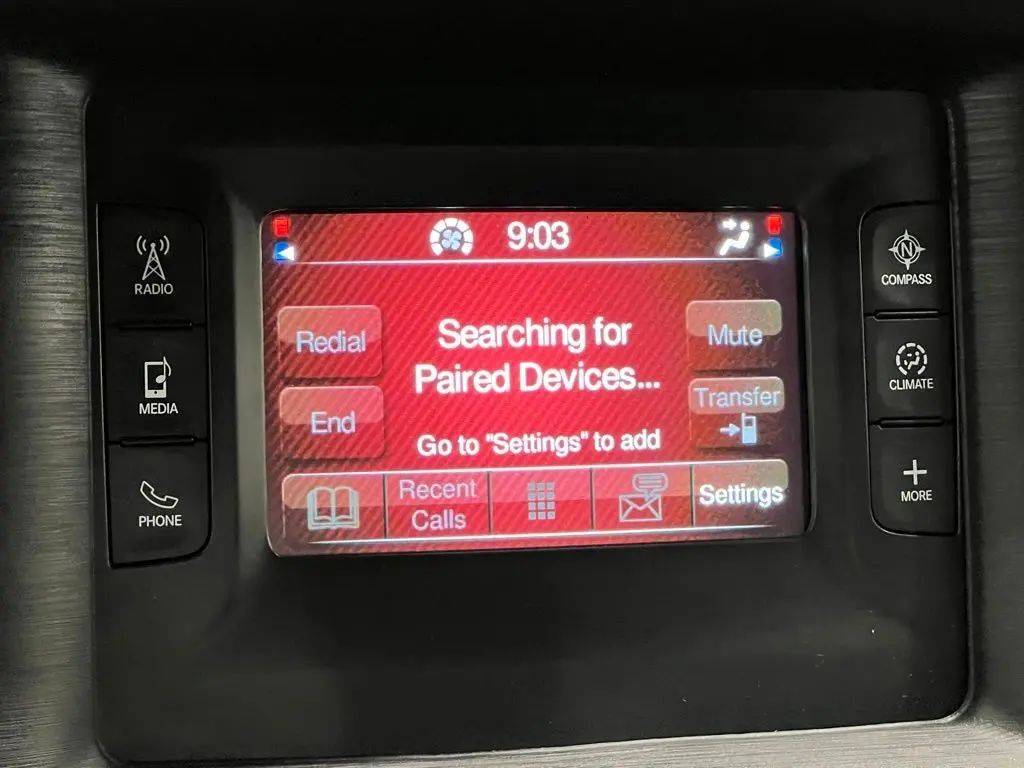 9:03
RADIO
MEDIA
PHONE
Redial
End
Searching for
Paired Devices...
Go to "Settings" to add
Mute
Transfer
Recent
Calls
Settings
N
COMPASS
CLIMATE
MORE